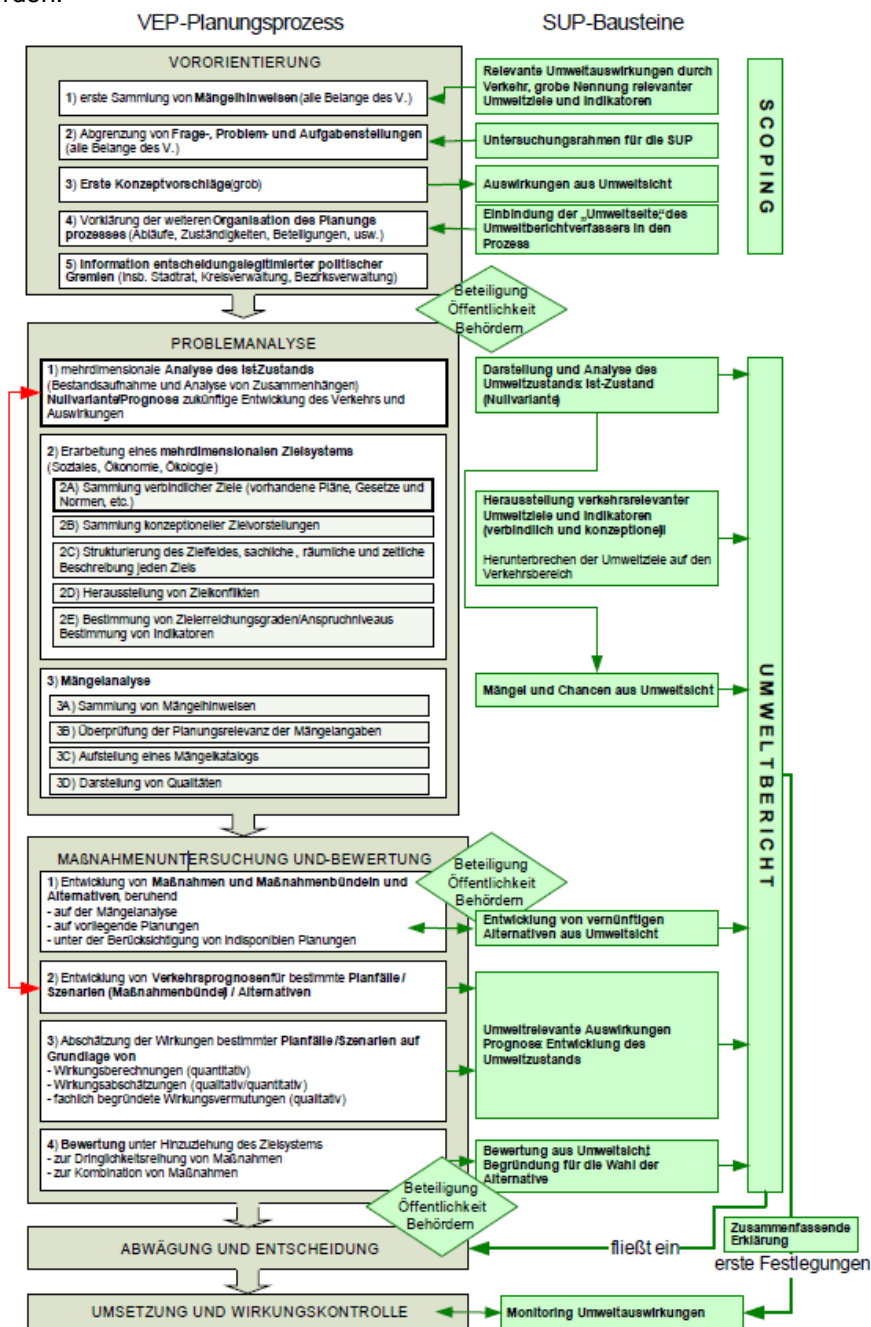 VEP-Planungsprozess
SUP-Bausteine
VORORIENTIERUNG
1) erste Sammlung von Mängelhinweisen (alle Belange des V.)
2) Abgrenzung von Frage-, Problem- und Aufgabenstellungen
(alle Belange des V.)
3) Erste Konzeptvorschläge(grob)
4) Vorklärung der weiteren Organisation des Planungs
prozesses (Abläufe, Zuständigkeiten, Beteiligungen, usw.)
5) Information entscheidungslegitimierter politischer
Gremien (insb. Stadtrat, Kreisverwaltung, Bezirksverwaltung)
Relevante Umweltauswirkungen durch
Verkehr, grobe Nennung relevanter
Umweltziele und Indikatoren
Untersuchungsrahmen für die SUP
Auswirkungen aus Umweltsicht
Einbindung der „Umweltseite“, des
Umweltberichtverfassers in den
Prozess
SCOPING
Beteiligung
Öffentlichkeit
Behördern
PROBLEMANALYSE
1) mehrdimensionale Analyse des Ist-Zustands
(Bestandsaufnahme und Analyse von Zusammenhängen)
Nullvariante/Prognose: zukünftige Entwicklung des Verkehrs und
Auswirkungen
2) Erarbeitung eines mehrdimensionalen Zielsystems
(Soziales, Ökonomie, Ökologie)
2A) Sammlung verbindlicher Ziele (vorhandene Pläne, Gesetze und
Normen, etc.)
2B) Sammlung konzeptioneller Zielvorstellungen
2C) Strukturierung des Zielfeldes, sachliche , räumliche und zeitliche
Beschreibung jeden Ziels
2D) Herausstellung von Zielkonflikten
2E) Bestimmung von Zielerreichungsgraden/Anspruchniveaus
Bestimmung von Indikatoren
3) Mängelanalyse
3A) Sammlung von Mängelhinweisen
3B) Überprüfung der Planungsrelevanz der Mängelangaben
3C) Aufstellung eines Mängelkatalogs
3D) Darstellung von Qualitäten
Darstellung und Analyse des
Umweltzustands: Ist-Zustand
(Nullvariante)
Herausstellung verkehrsrelevanter
Umweltziele und Indikatoren
(verbindlich und konzeptionell)
Herunterbrechen der Umweltziele auf den
Verkehrsbereich
Mängel und Chancen aus Umweltsicht
UMWELTBERICHT
MAßNAHMENUNTERSUCHUNG UND-BEWERTUNG
1) Entwicklung von Maßnahmen und Maßnahmenbündeln und
Alternativen, beruhend
- auf der Mängelanalyse
- auf vorliegende Planungen
- unter der Berücksichtigung von indisponiblen Planungen
2) Entwicklung von Verkehrsprognosen für bestimmte Planfälle /
Szenarien (Maßnahmenbündel) / Alternativen
3) Abschätzung der Wirkungen bestimmter Planfälle /Szenarien auf
Grundlage von
- Wirkungsberechnungen (quantitativ)
- Wirkungsabschätzungen (qualitativ/quantitativ)
- fachlich begründete Wirkungsvermutungen (qualitativ)
4) Bewertung unter Hinzuziehung des Zielsystems
- zur Dringlichkeitsreihung von Maßnahmen
- zur Kombination von Maßnahmen
Beteiligung
Öffentlichkeit
Behördern
Entwicklung von vernünftigen
Alternativen aus Umweltsicht
Umweltrelevante Auswirkungen
Prognose: Entwicklung des
Umweltzustands
Bewertung aus Umweltsicht,
Begründung für die Wahl der
Alternative
Beteiligung
Öffentlichkeit
Behördern
ABWÄGUNG UND ENTSCHEIDUNG
fließt ein
Zusammenfassende
Erklärung
erste Festlegungen
UMSETZUNG UND WIRKUNGSKONTROLLE
Monitoring Umweltauswirkungen